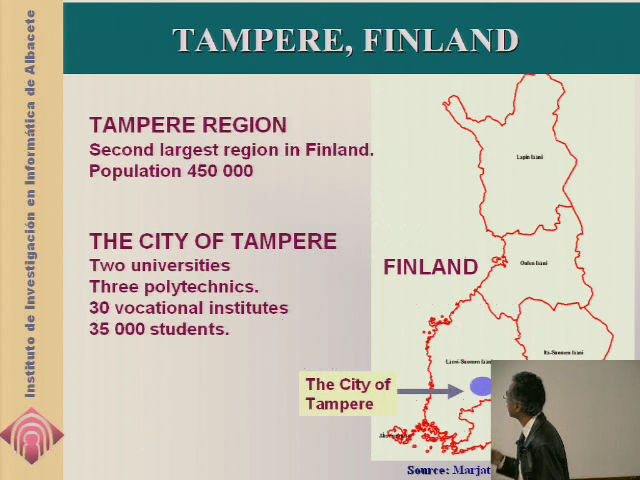 TAMPERE, FINLAND
Instituto de Investigación en Informática de Albacete
TAMPERE REGION
Second largest region in Finland.
Population 450 000
THE CITY OF TAMPERE
Two universities
Three polytechnics.
30 vocational institutes
35 000 students.
FINLAND
Lapin lääni
Oulun lääni
The City of
Tampere
Source: Marjat